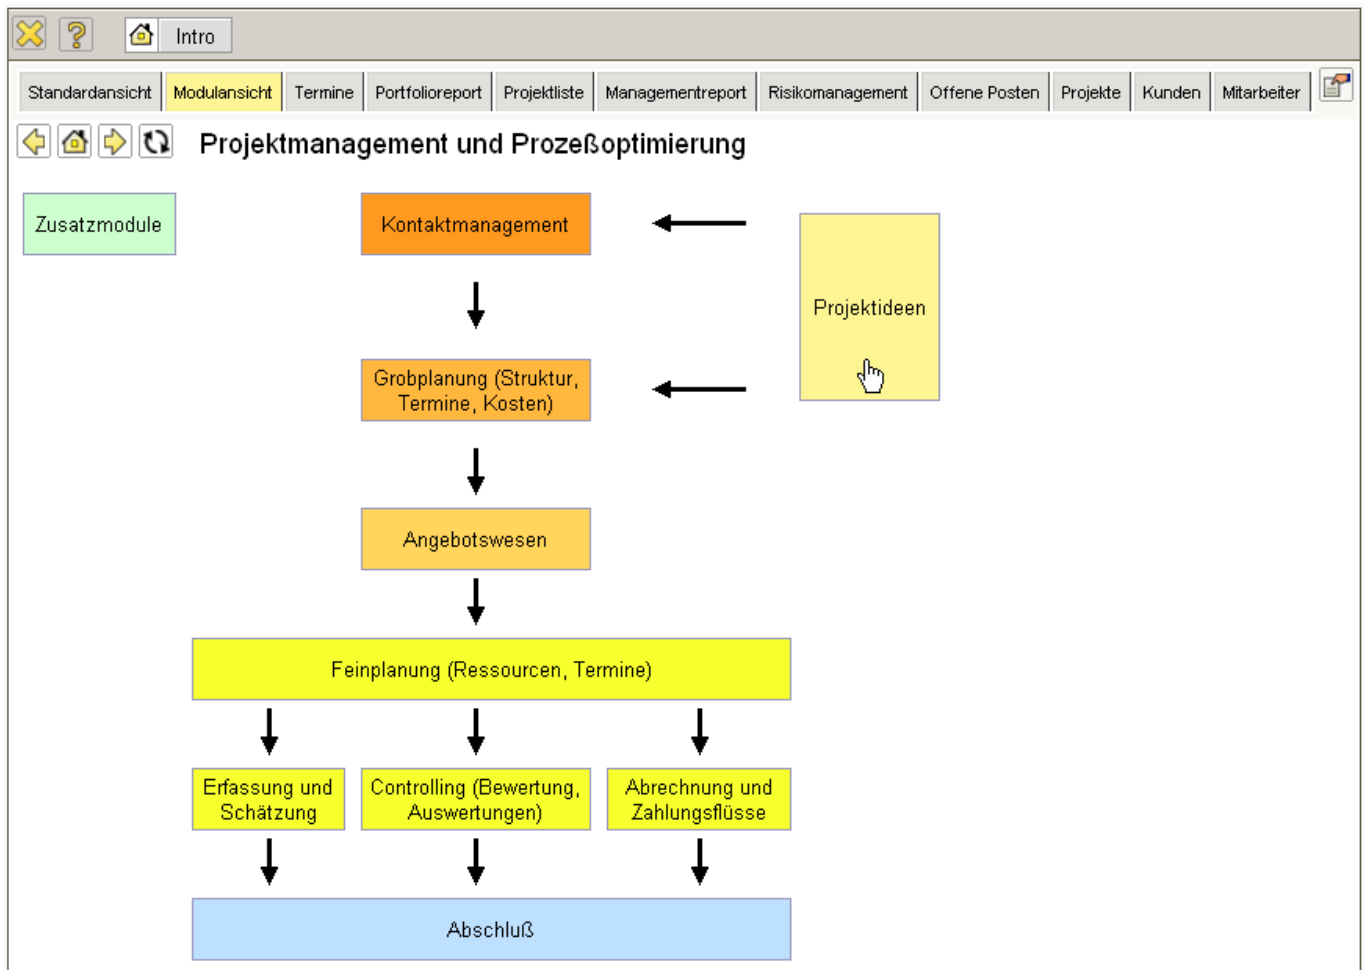 Intro
Standardansicht Modulansicht Termine Portfolioreport Projektliste Managementreport Risikomanagement Offene Posten Projekte Kunden Mitarbeiter
Projektmanagement und Prozeßoptimierung
Zusatzmodule
Kontaktmanagement
Projektideen
Grobplanung (Struktur,
Termine, Kosten)
Angebotswesen
Feinplanung (Ressourcen, Termine)
Erfassung und
Schätzung
Controlling (Bewertung,
Auswertungen)
Abrechnung und
Zahlungsflüsse
Abschluß